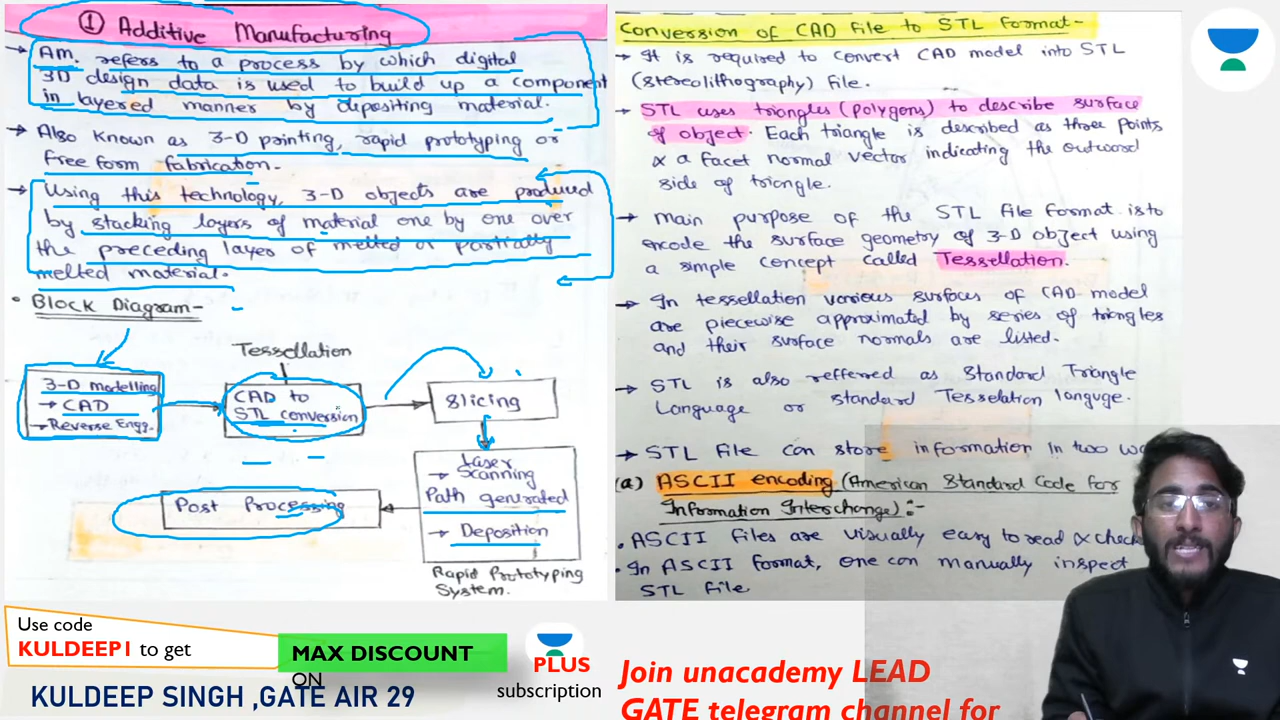 ① Additive Manufacturing
→ Am. refers to a process by which digital
3D design data is used to build up a component
in layered manner by depositing material.
→ Also known as 3-D printing, rapid prototyping or
free form fabrication.
→ Using this technology, 3-D objects are produced
by stacking layers of material one by one over
the preceding layer of melted or partially
melted material.
• Block Diagram-
Tessellation
3-D modelling
→ CAD
→ Reverse Engg.
CAD to
STL conversion
Slicing
Laser
→ Scanning
Path generated
→ Deposition
Post Processing
Rapid Prototyping
System.
Conversion of CAD file to STL format-
→ It is required to convert CAD model into STL
(stereolithography) file.
→ STL uses triangles (polygons) to describe surface
of object. Each triangle is described as three points
& a facet normal vector indicating the outward
side of triangle.
→ main purpose of the STL file format is to
encode the surface geometry of 3-D object using
a simple concept called Tessellation.
→ In tessellation various surfaces of CAD model
are piecewise approximated by series of triangles
and their surface normals are listed.
→ STL is also reffered as Standard Triangle
Language or standard Tesselation languge.
→ STL file can store information in two
(a) ASCII encoding (American Standard Code for
Information Interchange):-
• ASCII files are visually easy to read & check
• In ASCII format, one can manually inspect
STL file
Use code
KULDEEP1 to get
MAX DISCOUNT
ON
PLUS
subscription
KULDEEP SINGH ,GATE AIR 29
Join unacademy LEAD
GATE telegram channel for